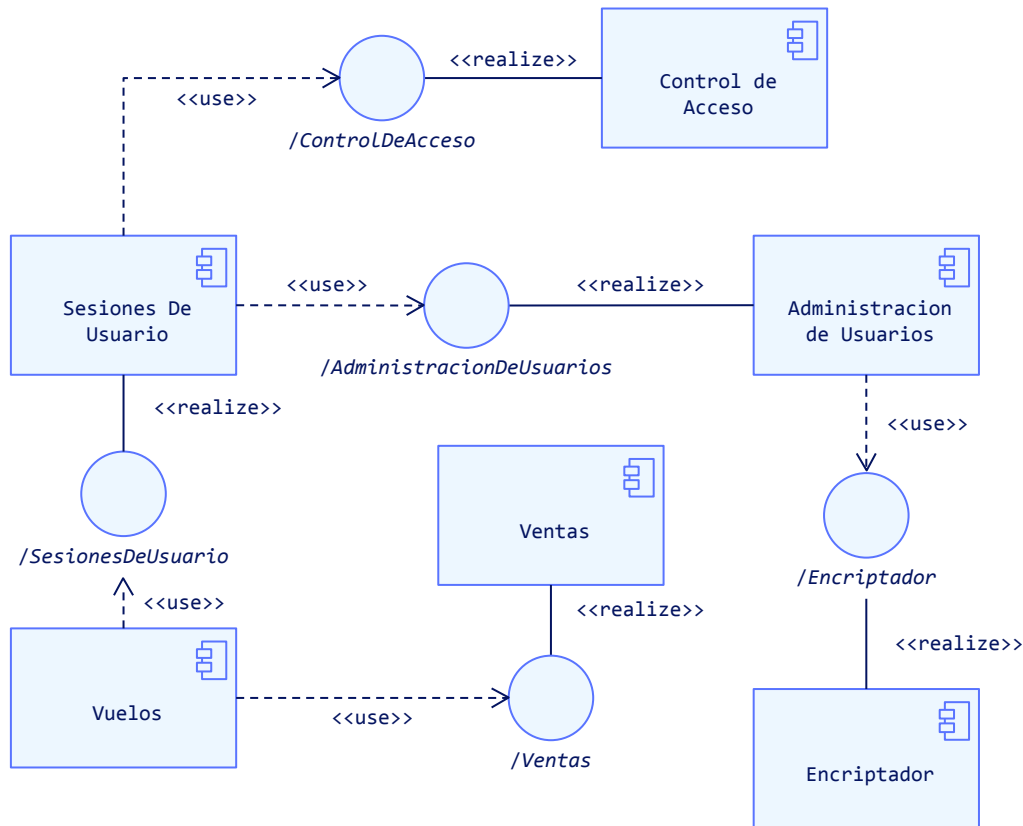 <<realize>>
<<use>>
Control de
Acceso
/ControlDeAcceso
<<use>>
<<realize>>
Sesiones De
Usuario
Administracion
de Usuarios
/AdministracionDeUsuarios
<<realize>>
<<use>>
Ventas
/SesionesDeUsuario
/Encriptador
<<use>>
<<realize>>
<<realize>>
Vuelos
<<use>>
/Ventas
Encriptador